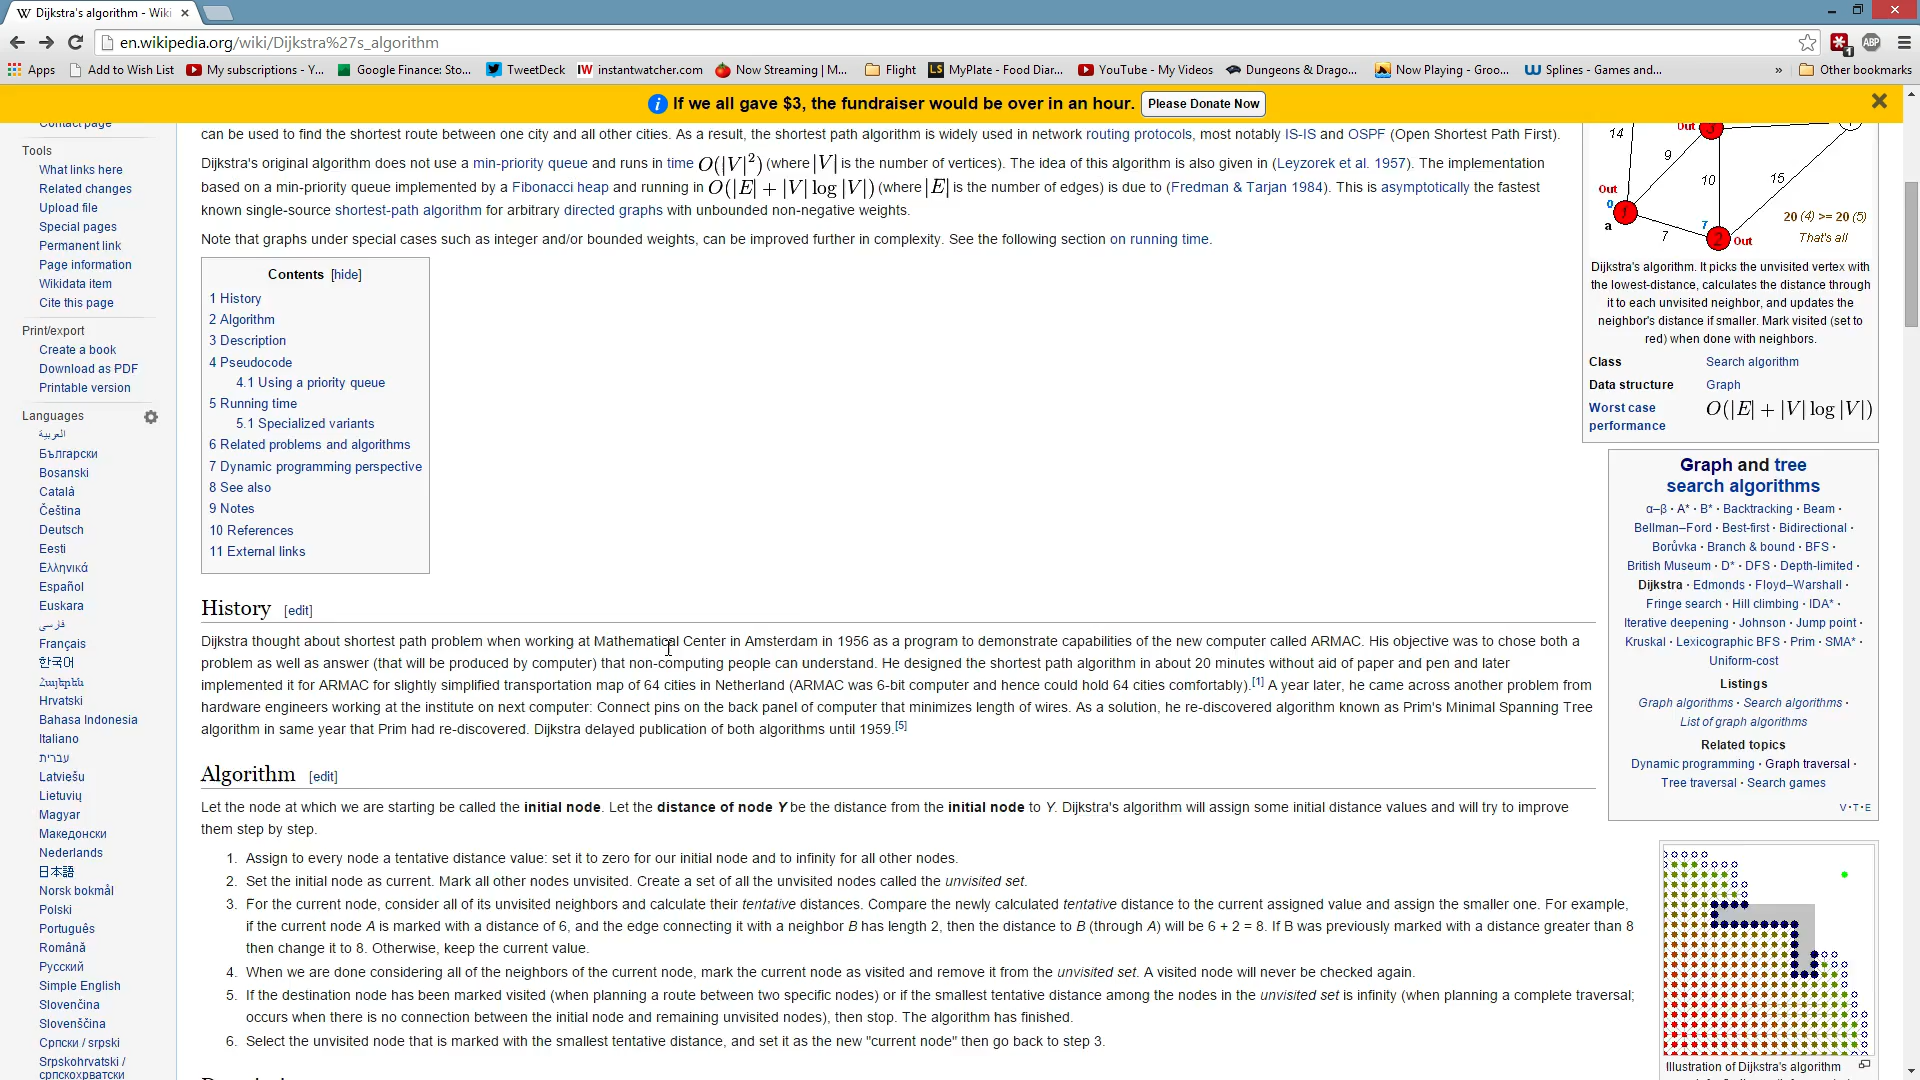 Dijkstra's algorithm - Wiki
en.wikipedia.org/wiki/Dijkstra%27s_algorithm
Apps Add to Wish List My subscriptions - Y... Google Finance: Sto... TweetDeck instantwatcher.com Now Streaming | M... Flight MyPlate - Food Diar... YouTube - My Videos Dungeons & Drago... Now Playing - Groo... Splines - Games and... » Other bookmarks
If we all gave $3, the fundraiser would be over in an hour. Please Donate Now
Contact page
Tools
What links here
Related changes
Upload file
Special pages
Permanent link
Page information
Wikidata item
Cite this page
Print/export
Create a book
Download as PDF
Printable version
Languages
العربية
Български
Bosanski
Català
Čeština
Deutsch
Eesti
Ελληνικά
Español
Euskara
فارسی
Français
한국어
Հայերեն
Hrvatski
Bahasa Indonesia
Italiano
עברית
Latviešu
Lietuvių
Magyar
Македонски
Nederlands
日本語
Norsk bokmål
Polski
Português
Română
Русский
Simple English
Slovenčina
Slovenščina
Српски / srpski
Srpskohrvatski /
српскохрватски
can be used to find the shortest route between one city and all other cities. As a result, the shortest path algorithm is widely used in network routing protocols, most notably IS-IS and OSPF (Open Shortest Path First).
Dijkstra's original algorithm does not use a min-priority queue and runs in time O(|V|²) (where |V| is the number of vertices). The idea of this algorithm is also given in (Leyzorek et al. 1957). The implementation
based on a min-priority queue implemented by a Fibonacci heap and running in O(|E| + |V| log |V|) (where |E| is the number of edges) is due to (Fredman & Tarjan 1984). This is asymptotically the fastest
known single-source shortest-path algorithm for arbitrary directed graphs with unbounded non-negative weights.
Note that graphs under special cases such as integer and/or bounded weights, can be improved further in complexity. See the following section on running time.
Contents [hide]
1 History
2 Algorithm
3 Description
4 Pseudocode
4.1 Using a priority queue
5 Running time
5.1 Specialized variants
6 Related problems and algorithms
7 Dynamic programming perspective
8 See also
9 Notes
10 References
11 External links
History [edit]
Dijkstra thought about shortest path problem when working at Mathematical Center in Amsterdam in 1956 as a program to demonstrate capabilities of the new computer called ARMAC. His objective was to chose both a
problem as well as answer (that will be produced by computer) that non-computing people can understand. He designed the shortest path algorithm in about 20 minutes without aid of paper and pen and later
implemented it for ARMAC for slightly simplified transportation map of 64 cities in Netherland (ARMAC was 6-bit computer and hence could hold 64 cities comfortably).[1] A year later, he came across another problem from
hardware engineers working at the institute on next computer: Connect pins on the back panel of computer that minimizes length of wires. As a solution, he re-discovered algorithm known as Prim's Minimal Spanning Tree
algorithm in same year that Prim had re-discovered. Dijkstra delayed publication of both algorithms until 1959.[5]
Algorithm [edit]
Let the node at which we are starting be called the initial node. Let the distance of node Y be the distance from the initial node to Y. Dijkstra's algorithm will assign some initial distance values and will try to improve
them step by step.
1. Assign to every node a tentative distance value: set it to zero for our initial node and to infinity for all other nodes.
2. Set the initial node as current. Mark all other nodes unvisited. Create a set of all the unvisited nodes called the unvisited set.
3. For the current node, consider all of its unvisited neighbors and calculate their tentative distances. Compare the newly calculated tentative distance to the current assigned value and assign the smaller one. For example,
if the current node A is marked with a distance of 6, and the edge connecting it with a neighbor B has length 2, then the distance to B (through A) will be 6 + 2 = 8. If B was previously marked with a distance greater than 8
then change it to 8. Otherwise, keep the current value.
4. When we are done considering all of the neighbors of the current node, mark the current node as visited and remove it from the unvisited set. A visited node will never be checked again.
5. If the destination node has been marked visited (when planning a route between two specific nodes) or if the smallest tentative distance among the nodes in the unvisited set is infinity (when planning a complete traversal;
occurs when there is no connection between the initial node and remaining unvisited nodes), then stop. The algorithm has finished.
6. Select the unvisited node that is marked with the smallest tentative distance, and set it as the new "current node" then go back to step 3.
14 Out 3
9
10 15
Out
0 1
a 7 7 2 Out
20 (4) >= 20 (5)
That's all
Dijkstra's algorithm. It picks the unvisited vertex with
the lowest-distance, calculates the distance through
it to each unvisited neighbor, and updates the
neighbor's distance if smaller. Mark visited (set to
red) when done with neighbors.
Class Search algorithm
Data structure Graph
Worst case performance O(|E| + |V| log |V|)
Graph and tree
search algorithms
α–β · A* · B* · Backtracking · Beam ·
Bellman–Ford · Best-first · Bidirectional ·
Borůvka · Branch & bound · BFS ·
British Museum · D* · DFS · Depth-limited ·
Dijkstra · Edmonds · Floyd–Warshall ·
Fringe search · Hill climbing · IDA* ·
Iterative deepening · Johnson · Jump point ·
Kruskal · Lexicographic BFS · Prim · SMA* ·
Uniform-cost
Listings
Graph algorithms · Search algorithms ·
List of graph algorithms
Related topics
Dynamic programming · Graph traversal ·
Tree traversal · Search games
V · T · E
Illustration of Dijkstra's algorithm